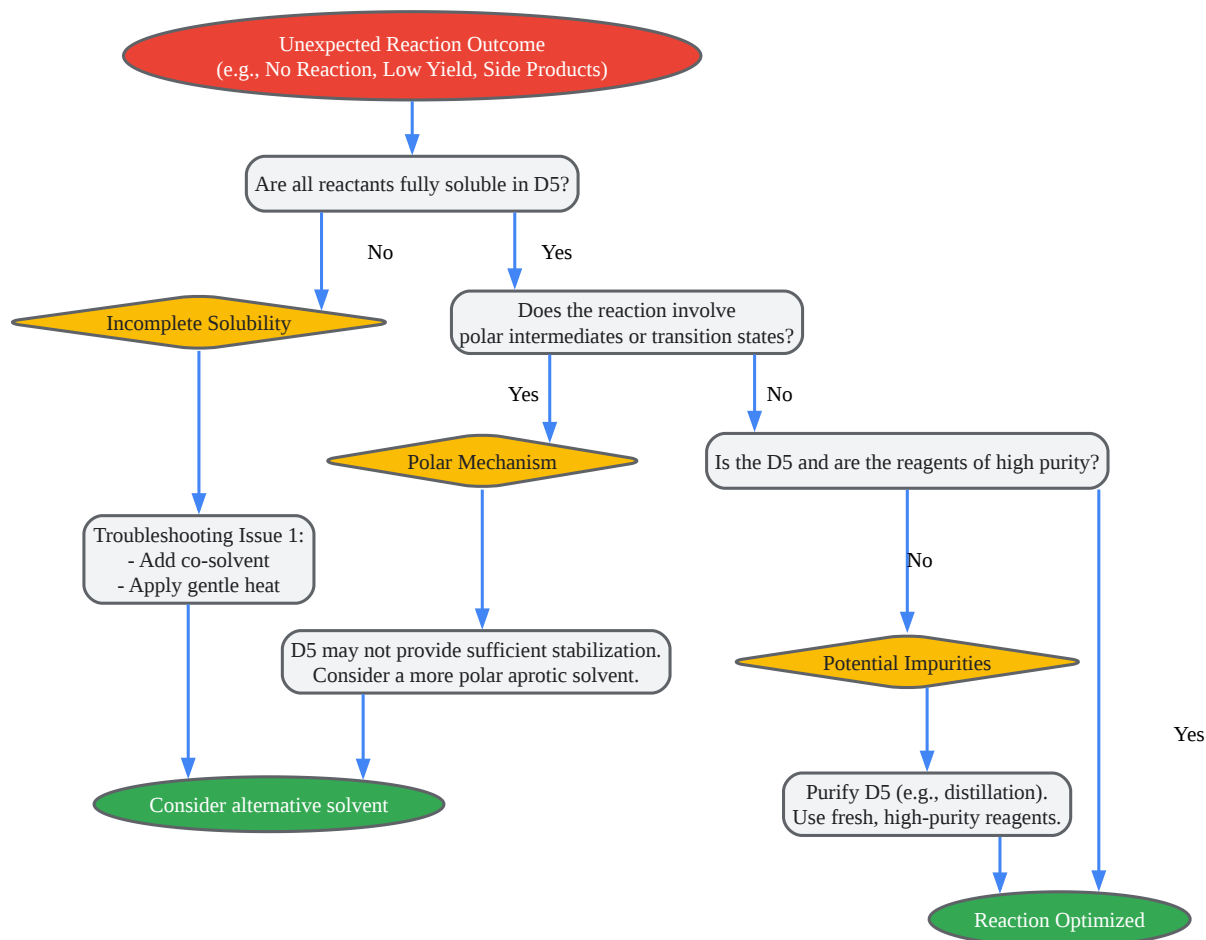 Unexpected Reaction Outcome
(e.g., No Reaction, Low Yield, Side Products)
Are all reactants fully soluble in D5?
No
Yes
Incomplete Solubility
Does the reaction involve
polar intermediates or transition states?
Yes
No
Polar Mechanism
Is the D5 and are the reagents of high purity?
Troubleshooting Issue 1:
- Add co-solvent
- Apply gentle heat
No
D5 may not provide sufficient stabilization.
Consider a more polar aprotic solvent.
Potential Impurities
Yes
Consider alternative solvent
Purify D5 (e.g., distillation).
Use fresh, high-purity reagents.
Reaction Optimized